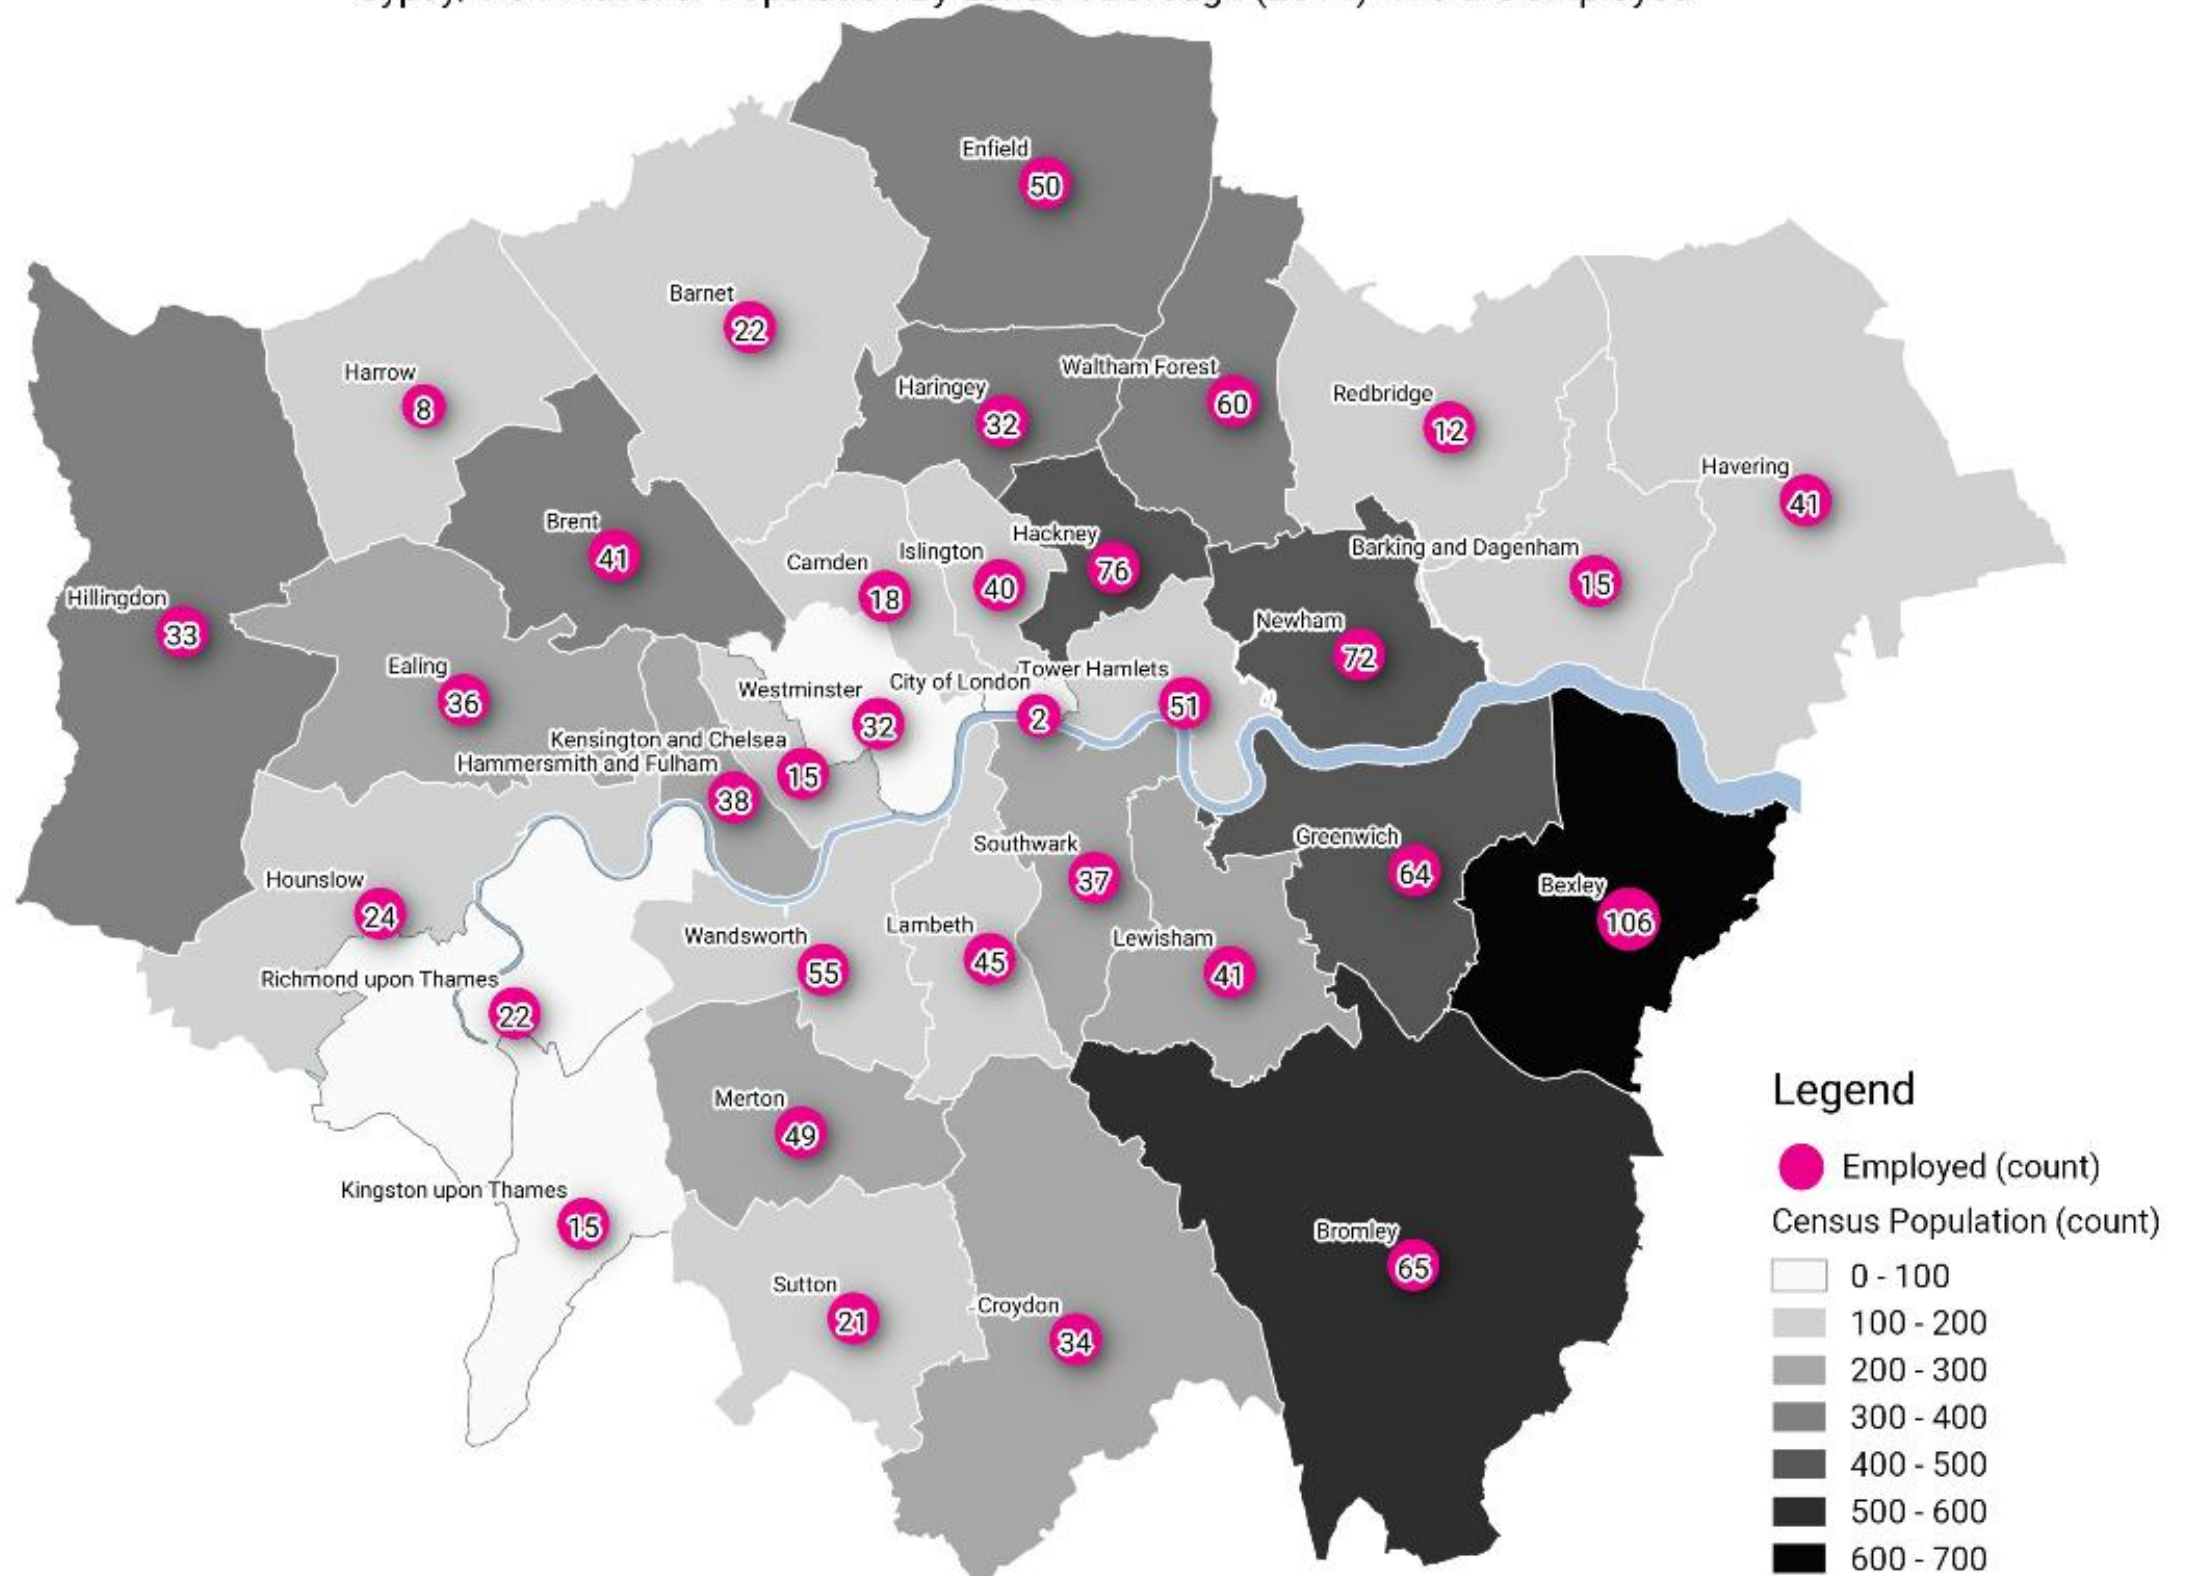 Enfield
50
Barnet
22
Harrow
8
Haringey
32
Waltham Forest
60
Redbridge
12
Havering
41
Brent
41
Camden
18
Islington
40
Hackney
76
Barking and Dagenham
15
Hillingdon
33
Newham
72
Ealing
36
Westminster
32
City of London
2
Tower Hamlets
51
Kensington and Chelsea
15
Hammersmith and Fulham
38
Southwark
37
Greenwich
64
Bexley
106
Hounslow
24
Wandsworth
55
Lambeth
45
Lewisham
41
Richmond upon Thames
22
Merton
49
Kingston upon Thames
15
Bromley
65
Sutton
21
Croydon
34
Legend
Employed (count)
Census Population (count)
0 - 100
100 - 200
200 - 300
300 - 400
400 - 500
500 - 600
600 - 700